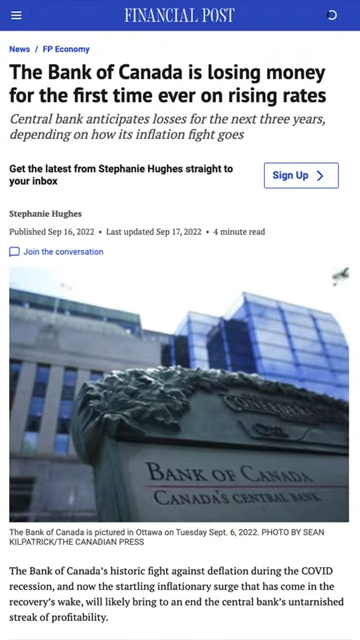 FINANCIAL POST
News / FP Economy
The Bank of Canada is losing money
for the first time ever on rising rates
Central bank anticipates losses for the next three years,
depending on how its inflation fight goes
Get the latest from Stephanie Hughes straight to
your inbox
Sign Up
Stephanie Hughes
Published Sep 16, 2022 • Last updated Sep 17, 2022 • 4 minute read
Join the conversation
BANK OF CANADA
CANADA'S CENTRAL BANK
The Bank of Canada is pictured in Ottawa on Tuesday Sept. 6, 2022. PHOTO BY SEAN
KILPATRICK/THE CANADIAN PRESS
The Bank of Canada’s historic fight against deflation during the COVID
recession, and now the startling inflationary surge that has come in the
recovery’s wake, will likely bring to an end the central bank’s untarnished
streak of profitability.